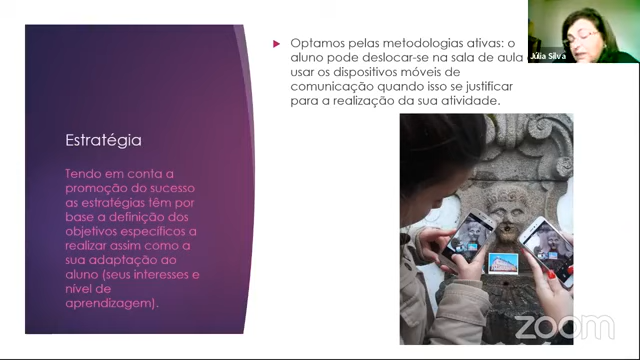 Estratégia
Tendo em conta a
promoção do sucesso
as estratégias têm por
base a definição dos
objetivos específicos a
realizar assim como a
sua adaptação ao
aluno (seus interesses e
nível de
aprendizagem).
Optamos pelas metodologias ativas: o
aluno pode deslocar-se na sala de aula
usar os dispositivos móveis de
comunicação quando isso se justificar
para a realização da sua atividade.
Júlia Silva
zoom